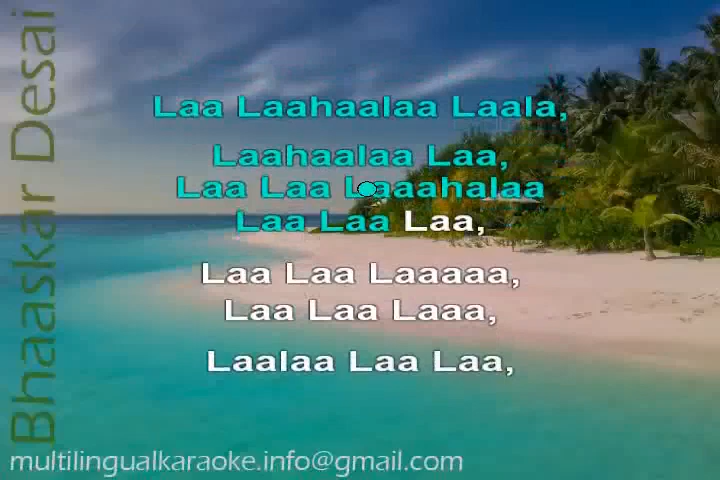 Bhaaskar Desai
Laa Laahaalaa Laala,
Laahaalaa Laa,
Laa Laa Laaahalaa
Laa Laa Laa,
Laa Laa Laaaaa,
Laa Laa Laaa,
Laalaa Laa Laa,
multilingualkaraoke.info@gmail.com